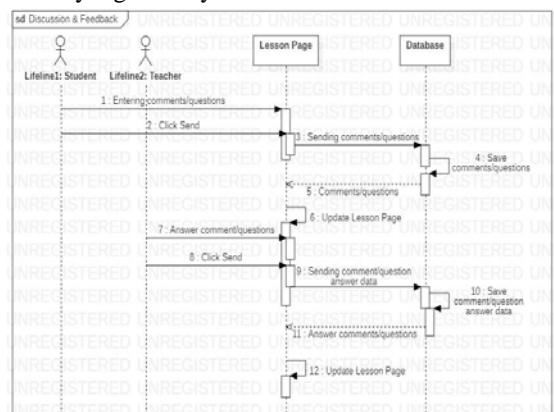 sd Discussion & Feedback
Lesson Page
Database
Lifeline1: Student
Lifeline2: Teacher
1 : Entering comments/questions
2 : Click Send
3 : Sending comments/questions
4 : Save
comments/questions
5 : Comments/questions
6 : Update Lesson Page
7 : Answer comment/questions
8 : Click Send
9 : Sending comment/question
answer data
10 : Save
comment/question
answer data
11 : Answer comments/questions
12 : Update Lesson Page
UNREGISTERED